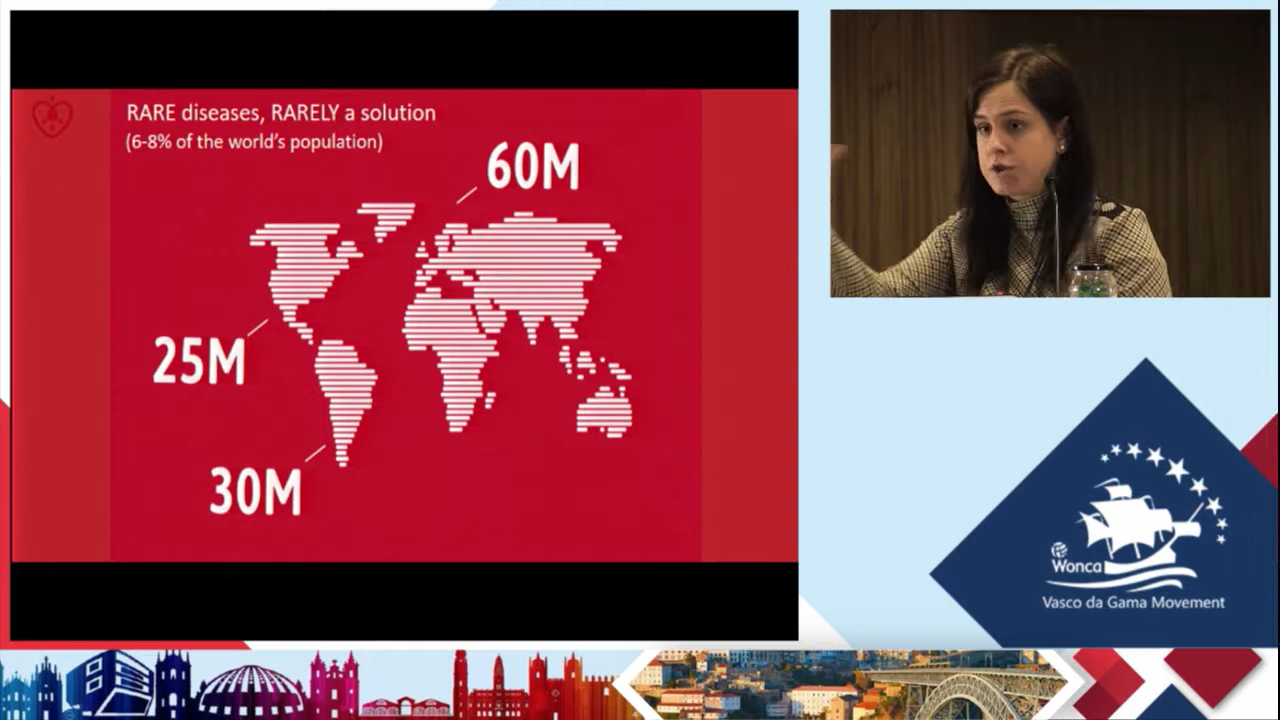 RARE diseases, RARELY a solution
(6-8% of the world's population)
60M
25M
30M
Wonca
Vasco da Gama Movement